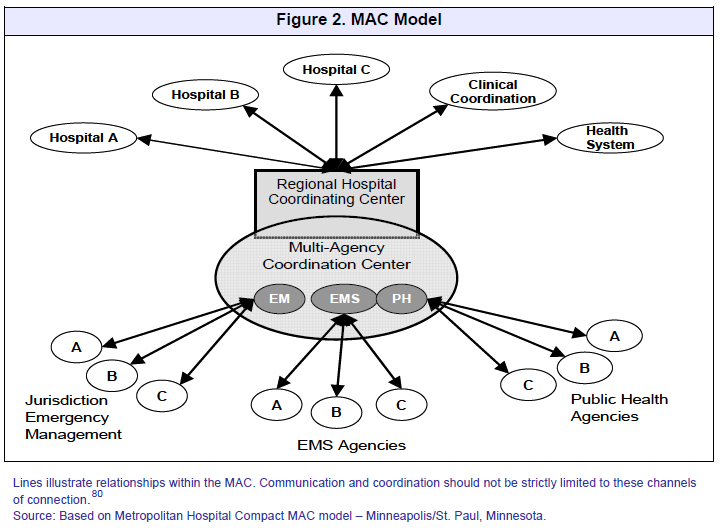 Figure 2. MAC Model
Hospital C
Hospital B
Clinical
Coordination
Hospital A
Health
System
Regional Hospital
Coordinating Center
Multi-Agency
Coordination Center
EM
EMS
PH
A
B
C
Jurisdiction
Emergency
Management
A
B
C
EMS Agencies
A
B
C
Public Health
Agencies
Lines illustrate relationships within the MAC. Communication and coordination should not be strictly limited to these channels
of connection.80
Source: Based on Metropolitan Hospital Compact MAC model – Minneapolis/St. Paul, Minnesota.